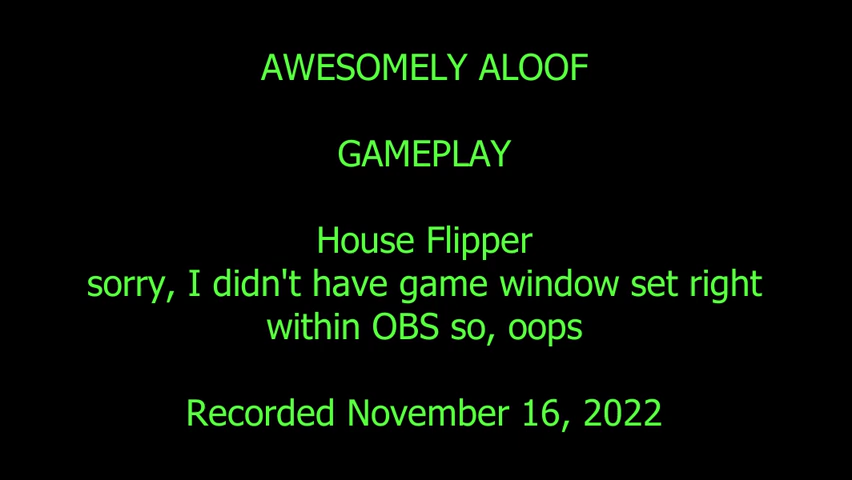 AWESOMELY ALOOF
GAMEPLAY
House Flipper
sorry, I didn't have game window set right
within OBS so, oops
Recorded November 16, 2022